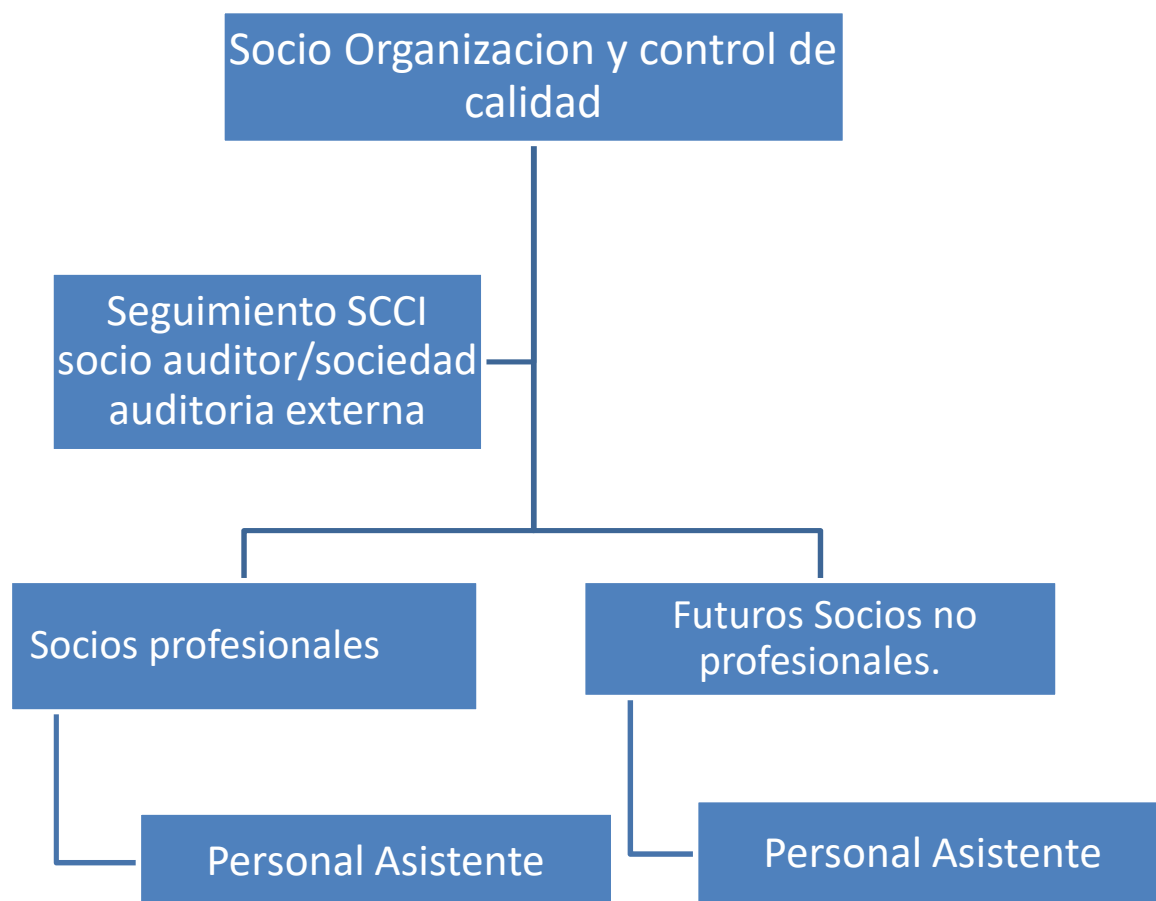 Socio Organizacion y control de
calidad
Seguimiento SCCI
socio auditor/sociedad
auditoria externa
Socios profesionales
Futuros Socios no
profesionales.
Personal Asistente
Personal Asistente